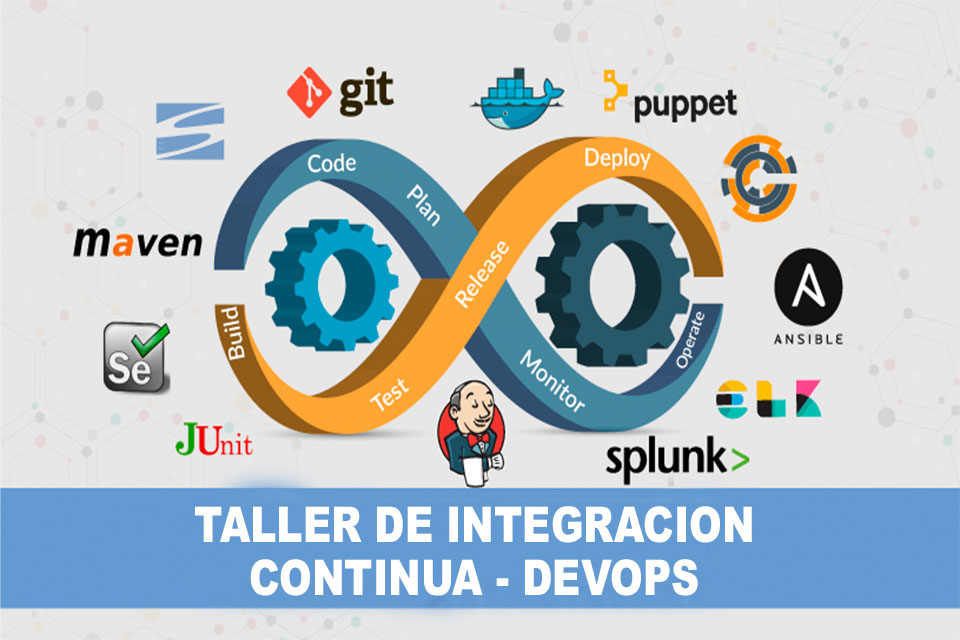 git
puppet
Code
Deploy
Plan
maven
Release
Build
Operate
ANSIBLE
Se
Test
Monitor
ELK
JUnit
splunk>
TALLER DE INTEGRACION
CONTINUA - DEVOPS